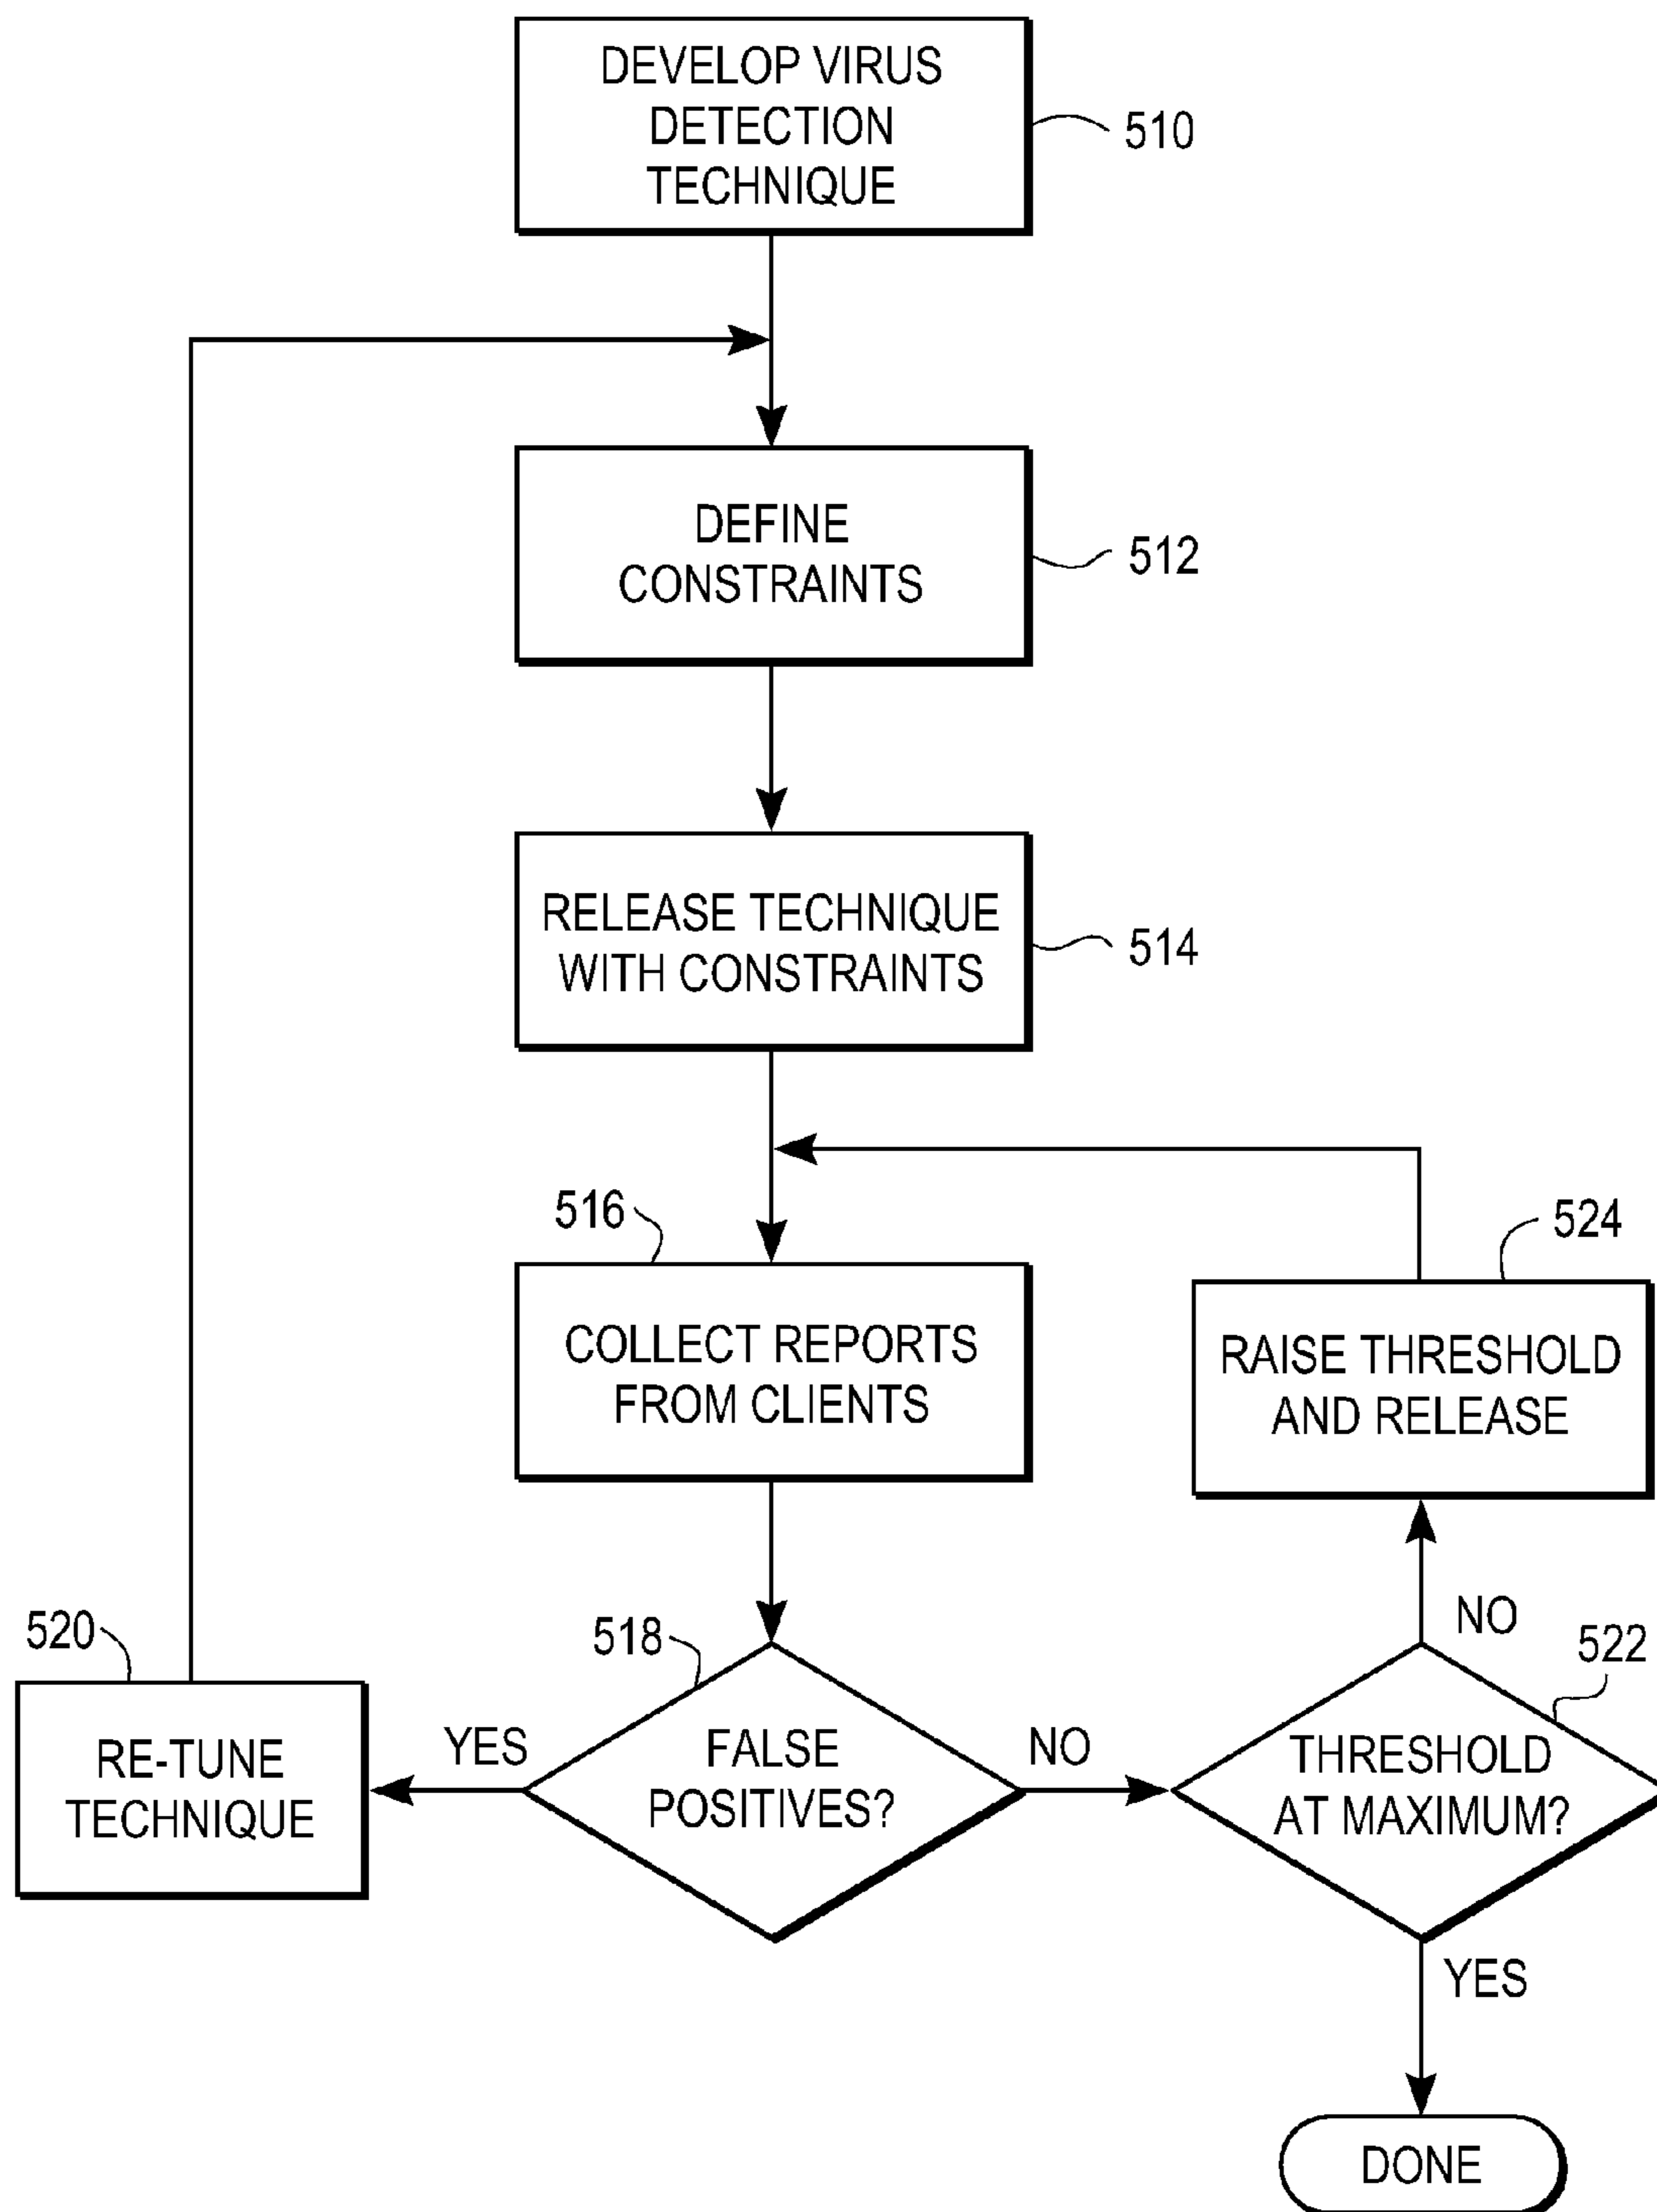 DEVELOP VIRUS
DETECTION
TECHNIQUE
510
DEFINE
CONSTRAINTS
512
RELEASE TECHNIQUE
WITH CONSTRAINTS
514
516
COLLECT REPORTS
FROM CLIENTS
524
RAISE THRESHOLD
AND RELEASE
520
RE-TUNE
TECHNIQUE
YES
518
FALSE
POSITIVES?
NO
NO
522
THRESHOLD
AT MAXIMUM?
YES
DONE